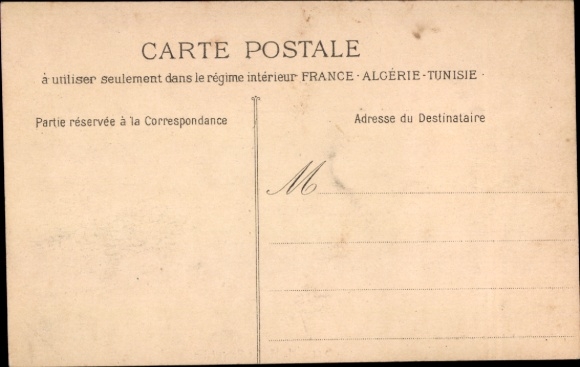 CARTE POSTALE
à utiliser seulement dans le régime intérieur FRANCE - ALGÉRIE - TUNISIE
Partie réservée à la Correspondance
Adresse du Destinataire
M